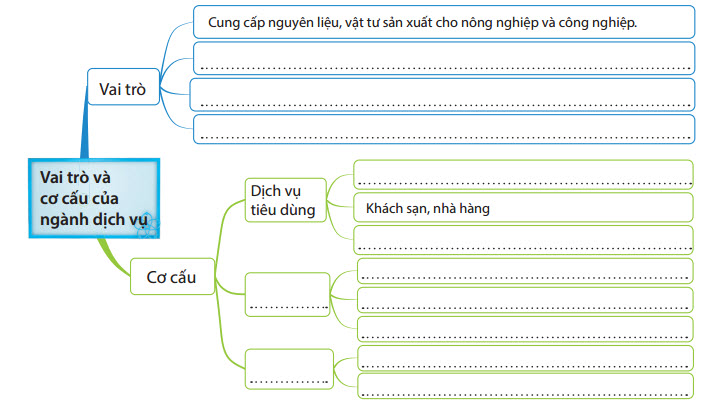 Cung cấp nguyên liệu, vật tư sản xuất cho nông nghiệp và công nghiệp.
Vai trò
Vai trò và
cơ cấu của
ngành dịch vụ
Dịch vụ
tiêu dùng
Khách sạn, nhà hàng
Cơ cấu